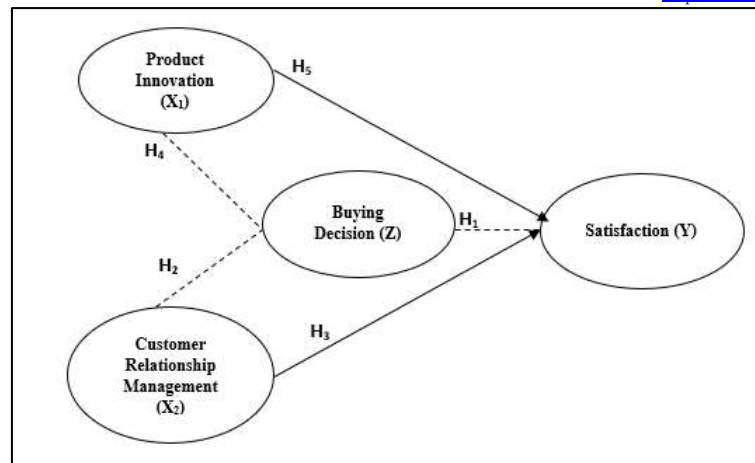 Product
Innovation
(X₁)
H₅
H₄
Buying
Decision (Z)
H₁
Satisfaction (Y)
H₂
H₃
Customer
Relationship
Management
(X₂)